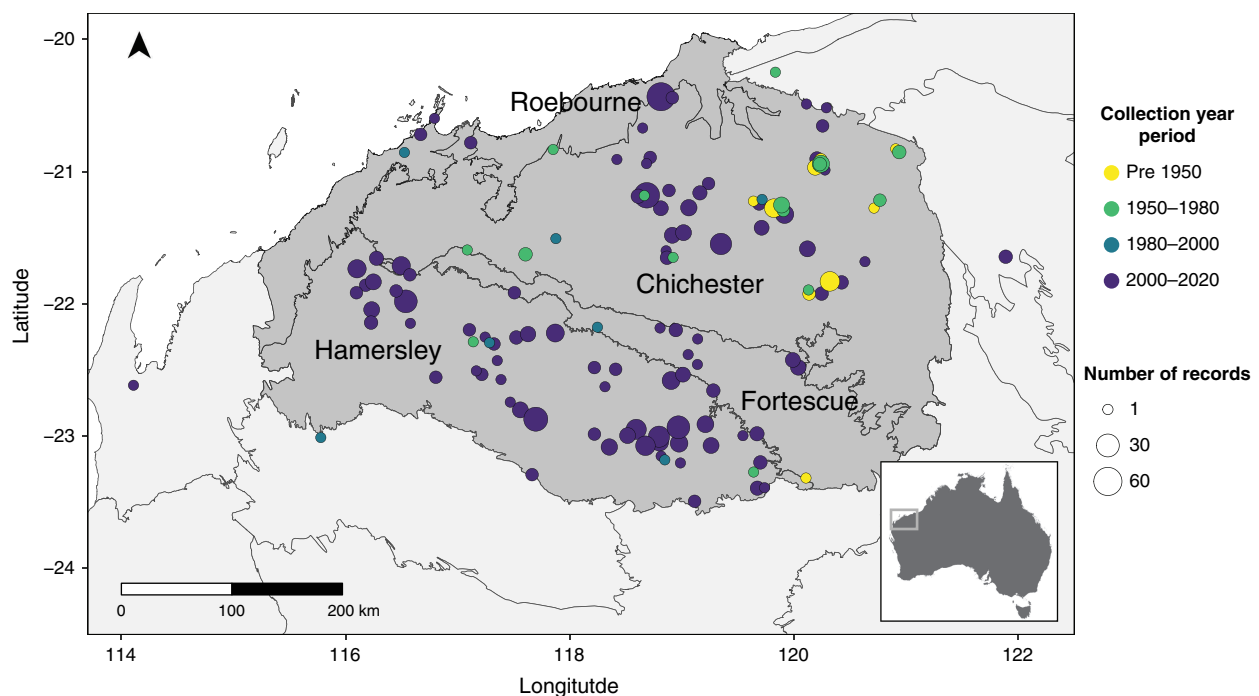 −20
−21
−22
−23
−24
Latitude
Roebourne
Chichester
Hamersley
Fortescue
0
100
200 km
114
116
118
120
122
Longitutde
Collection year
period
Pre 1950
1950–1980
1980–2000
2000–2020
Number of records
1
30
60